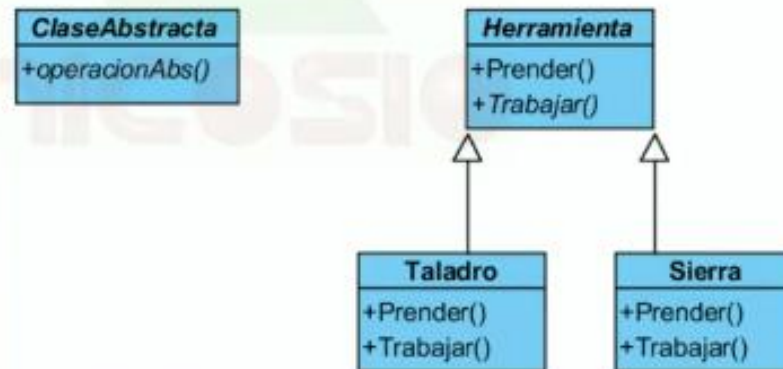 ClaseAbstracta
+operacionAbs()
Herramienta
+Prender()
+Trabajar()
Taladro
+Prender()
+Trabajar()
Sierra
+Prender()
+Trabajar()